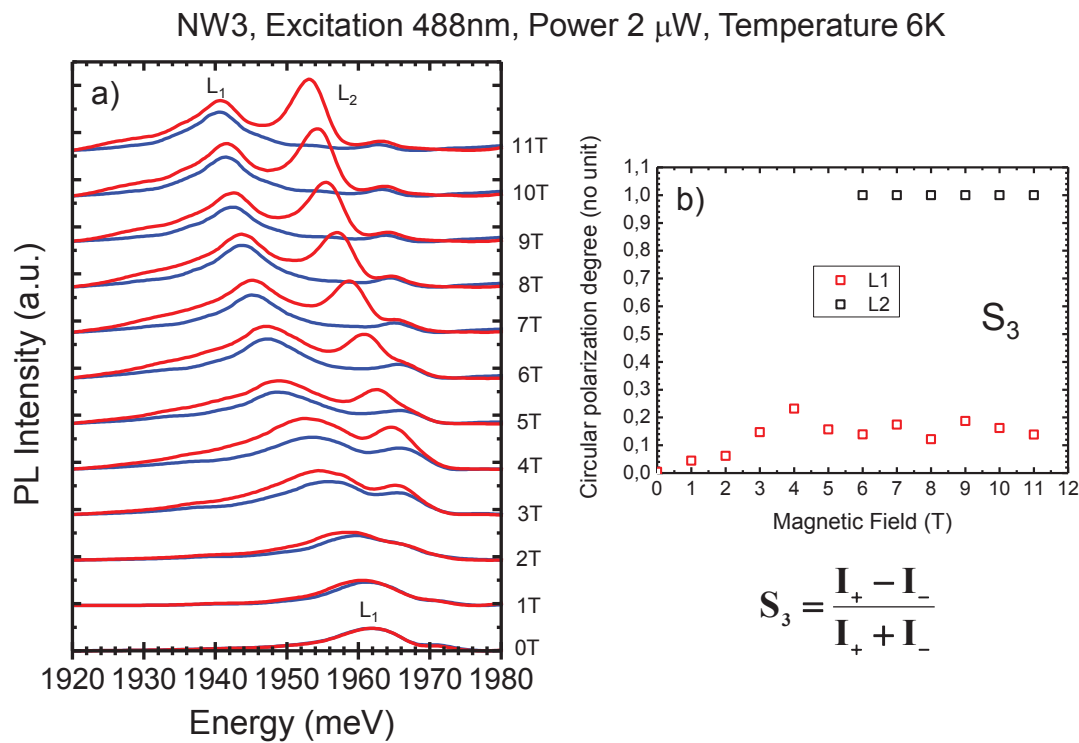 NW3, Excitation 488nm, Power 2 μW, Temperature 6K
a)
L1
L2
11T
10T
9T
8T
7T
6T
5T
4T
3T
2T
1T
L1
0T
PL Intensity (a.u.)
1920 1930 1940 1950 1960 1970 1980
Energy (meV)
b)
1,1
1,0
0,9
0,8
0,7
0,6
0,5
0,4
0,3
0,2
0,1
0,0
Circular polarization degree (no unit)
L1
L2
S3
0 1 2 3 4 5 6 7 8 9 10 11 12
Magnetic Field (T)
S3 = (I+ − I−) / (I+ + I−)